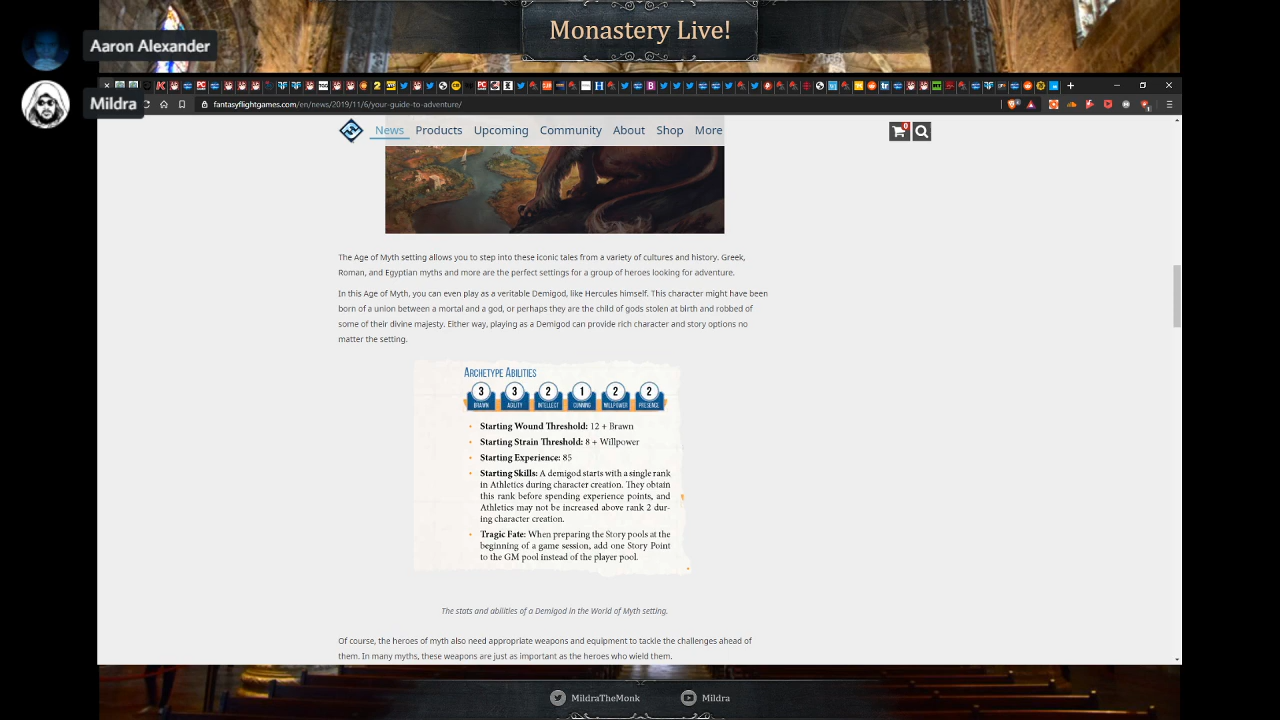 Monastery Live!
Aaron Alexander
Mildra
fantasyflightgames.com/en/news/2019/11/6/your-guide-to-adventure/
News Products Upcoming Community About Shop More
0
The Age of Myth setting allows you to step into these iconic tales from a variety of cultures and history. Greek,
Roman, and Egyptian myths and more are the perfect settings for a group of heroes looking for adventure.
In this Age of Myth, you can even play as a veritable Demigod, like Hercules himself. This character might have been
born of a union between a mortal and a god, or perhaps they are the child of gods stolen at birth and robbed of
some of their divine majesty. Either way, playing as a Demigod can provide rich character and story options no
matter the setting.
Archetype Abilities
3 3 2 1 2 2
BRAWN AGILITY INTELLECT CUNNING WILLPOWER PRESENCE
• Starting Wound Threshold: 12 + Brawn
• Starting Strain Threshold: 8 + Willpower
• Starting Experience: 85
• Starting Skills: A demigod starts with a single rank
in Athletics during character creation. They obtain
this rank before spending experience points, and
Athletics may not be increased above rank 2 dur-
ing character creation.
• Tragic Fate: When preparing the Story pools at the
beginning of a game session, add one Story Point
to the GM pool instead of the player pool.
The stats and abilities of a Demigod in the World of Myth setting.
Of course, the heroes of myth also need appropriate weapons and equipment to tackle the challenges ahead of
them. In many myths, these weapons are just as important as the heroes who wield them.
MildraTheMonk Mildra